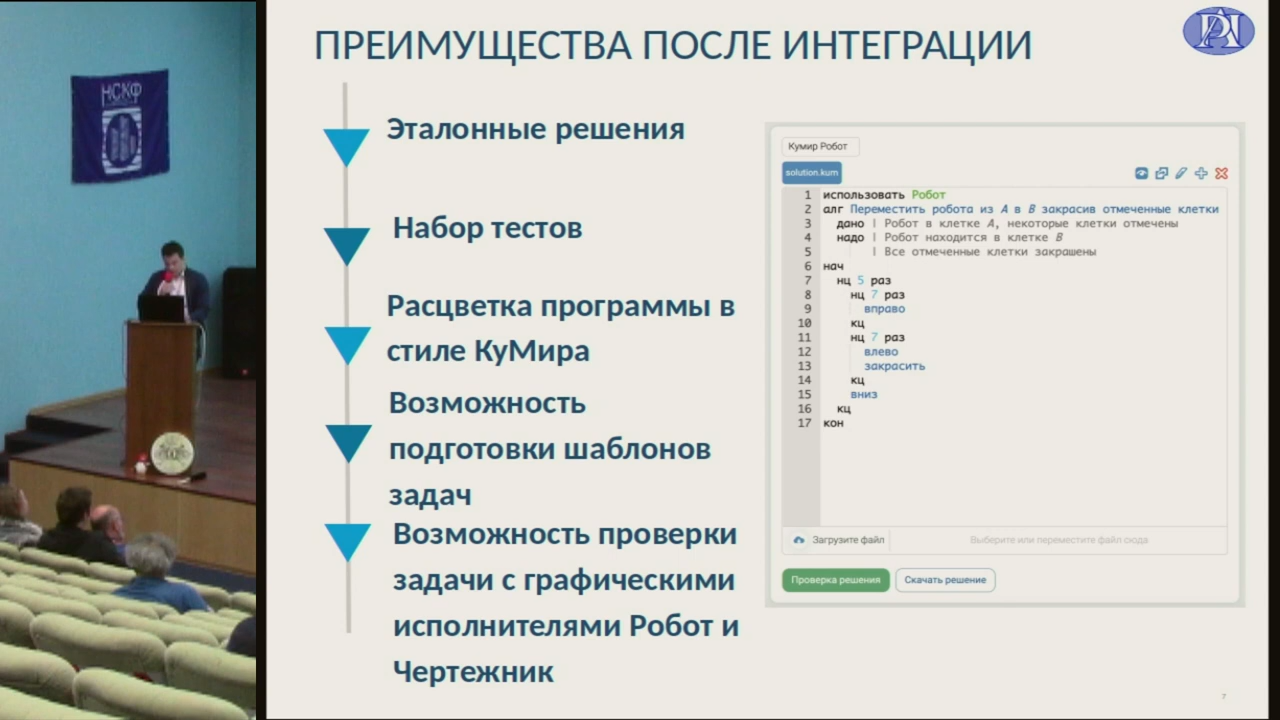 НСКФ
ПРЕИМУЩЕСТВА ПОСЛЕ ИНТЕГРАЦИИ
Эталонные решения
Набор тестов
Расцветка программы в
стиле КуМира
Возможность
подготовки шаблонов
задач
Возможность проверки
задачи с графическими
исполнителями Робот и
Чертежник
Кумир Робот
solution.kum
1 использовать Робот
2 алг Переместить робота из A в B закрасив отмеченные клетки
3 дано | Робот в клетке A, некоторые клетки отмечены
4 надо | Робот находится в клетке B
5 | Все отмеченные клетки закрашены
6 нач
7 нц 5 раз
8 нц 7 раз
9 вправо
10 кц
11 нц 7 раз
12 влево
13 закрасить
14 кц
15 вниз
16 кц
17 кон
Загрузите файл Выберите или переместите файл сюда
Проверка решения Скачать решение
7